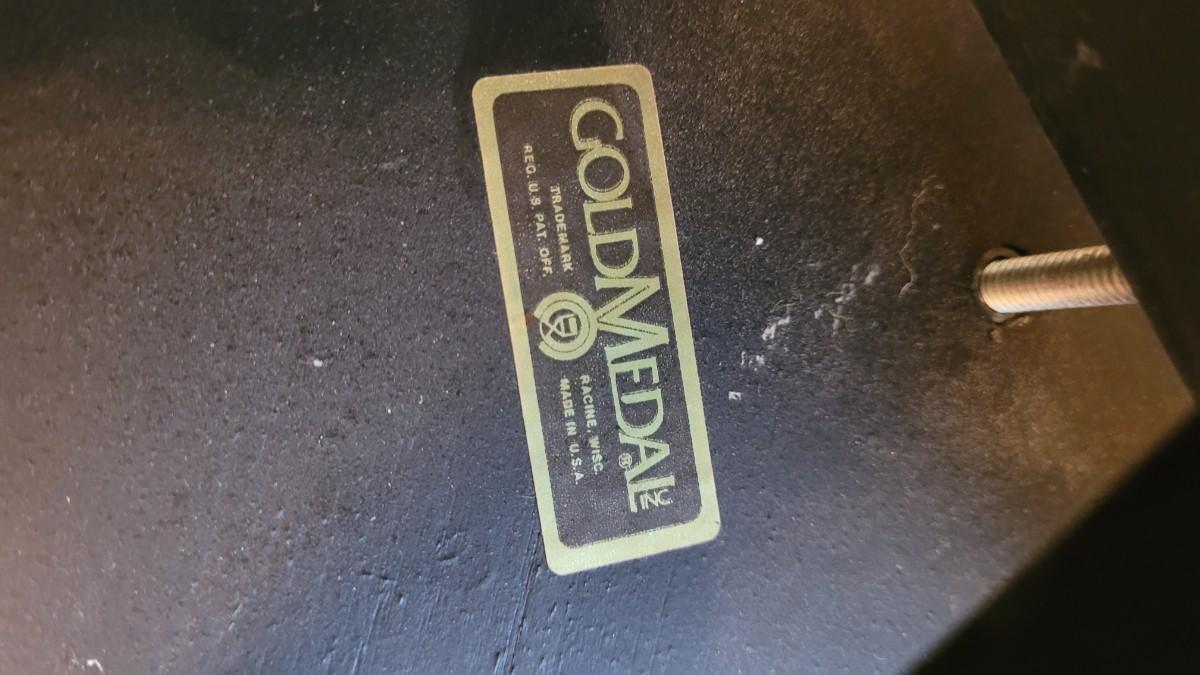 GOLDMEDAL INC
®
TRADEMARK
REG. U.S. PAT. OFF.
RACINE, WISC.
MADE IN U.S.A.